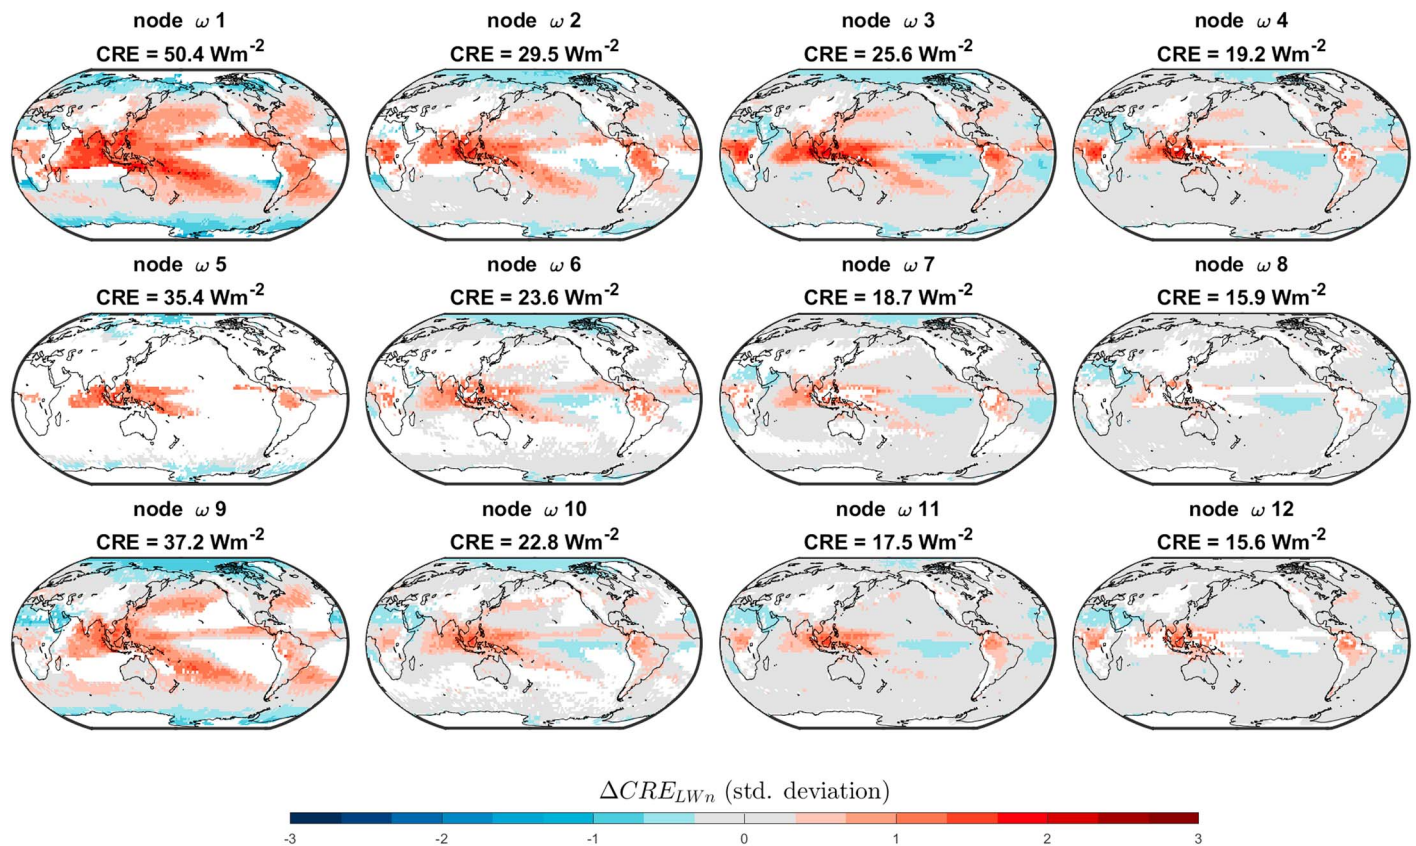 node ω 1
CRE = 50.4 Wm-2
node ω 2
CRE = 29.5 Wm-2
node ω 3
CRE = 25.6 Wm-2
node ω 4
CRE = 19.2 Wm-2
node ω 5
CRE = 35.4 Wm-2
node ω 6
CRE = 23.6 Wm-2
node ω 7
CRE = 18.7 Wm-2
node ω 8
CRE = 15.9 Wm-2
node ω 9
CRE = 37.2 Wm-2
node ω 10
CRE = 22.8 Wm-2
node ω 11
CRE = 17.5 Wm-2
node ω 12
CRE = 15.6 Wm-2
ΔCRE_LWn (std. deviation)
-3 -2 -1 0 1 2 3